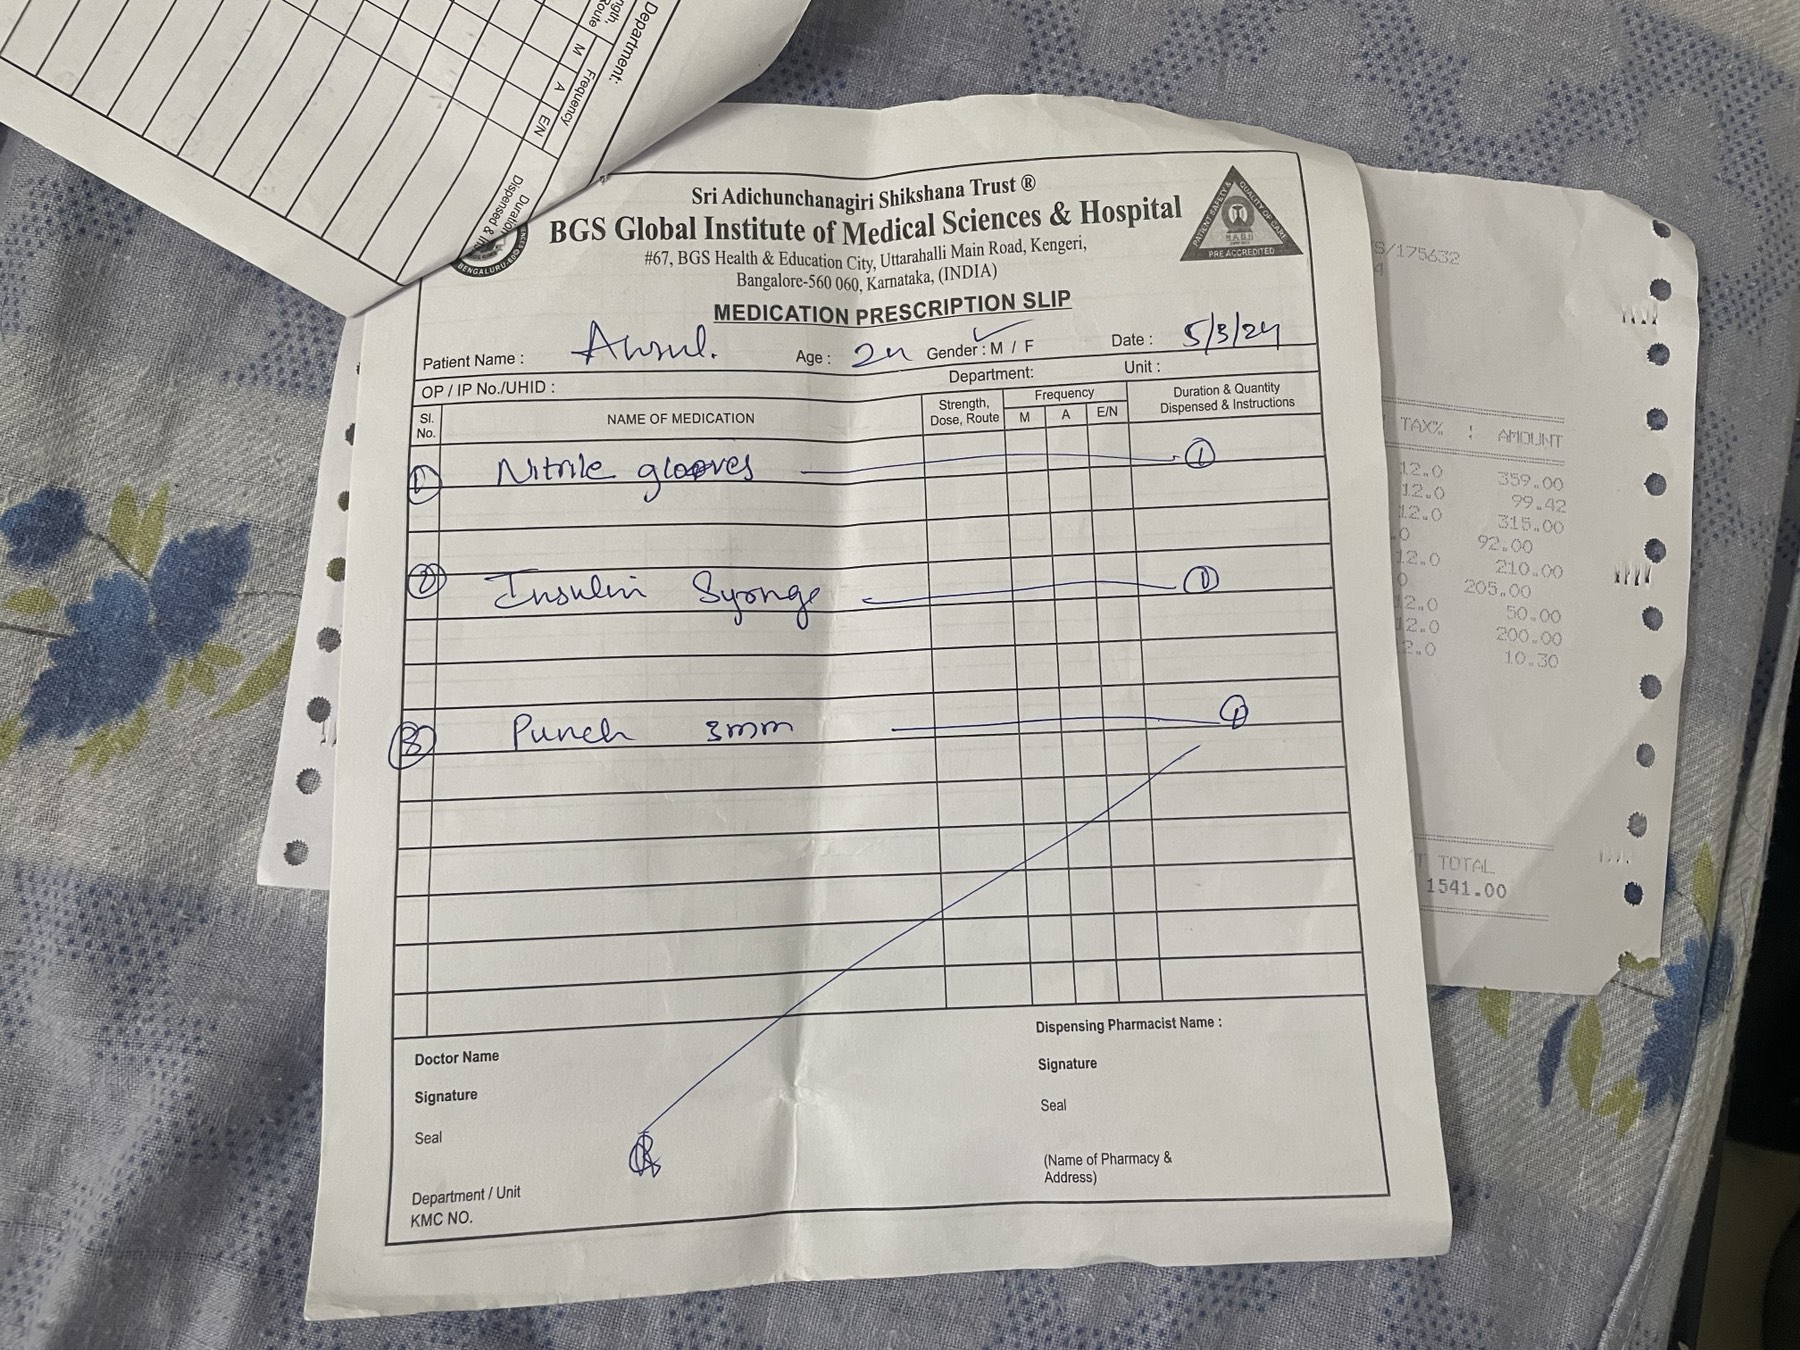 Department:
ngth,
Route
Frequency
M A E/N
Duration
Dispensed & In
BENGALURU-60
Sri Adichunchanagiri Shikshana Trust ®
BGS Global Institute of Medical Sciences & Hospital
#67, BGS Health & Education City, Uttarahalli Main Road, Kengeri,
Bangalore-560 060, Karnataka, (INDIA)
PATIENT SAFETY & QUALITY OF CARE
N.A.B.H
PRE ACCREDITED
MEDICATION PRESCRIPTION SLIP
Patient Name : Age : 24 Gender : M / F Date : 5/3/24
OP / IP No./UHID : Department: Unit :
Sl. No. NAME OF MEDICATION Strength, Dose, Route Frequency M A E/N Duration & Quantity Dispensed & Instructions
① Nitrile glooves ①
② Insulin Syronge ①
③ Punch 3mm ①
Doctor Name Dispensing Pharmacist Name :
Signature Signature
Seal Seal
Department / Unit (Name of Pharmacy &
KMC NO. Address)
S/175632
4
TAX% : AMOUNT
12.0 359.00
12.0 99.42
12.0 315.00
.0 92.00
12.0 210.00
0 205.00
2.0 50.00
12.0 200.00
2.0 10.30
T TOTAL
1541.00